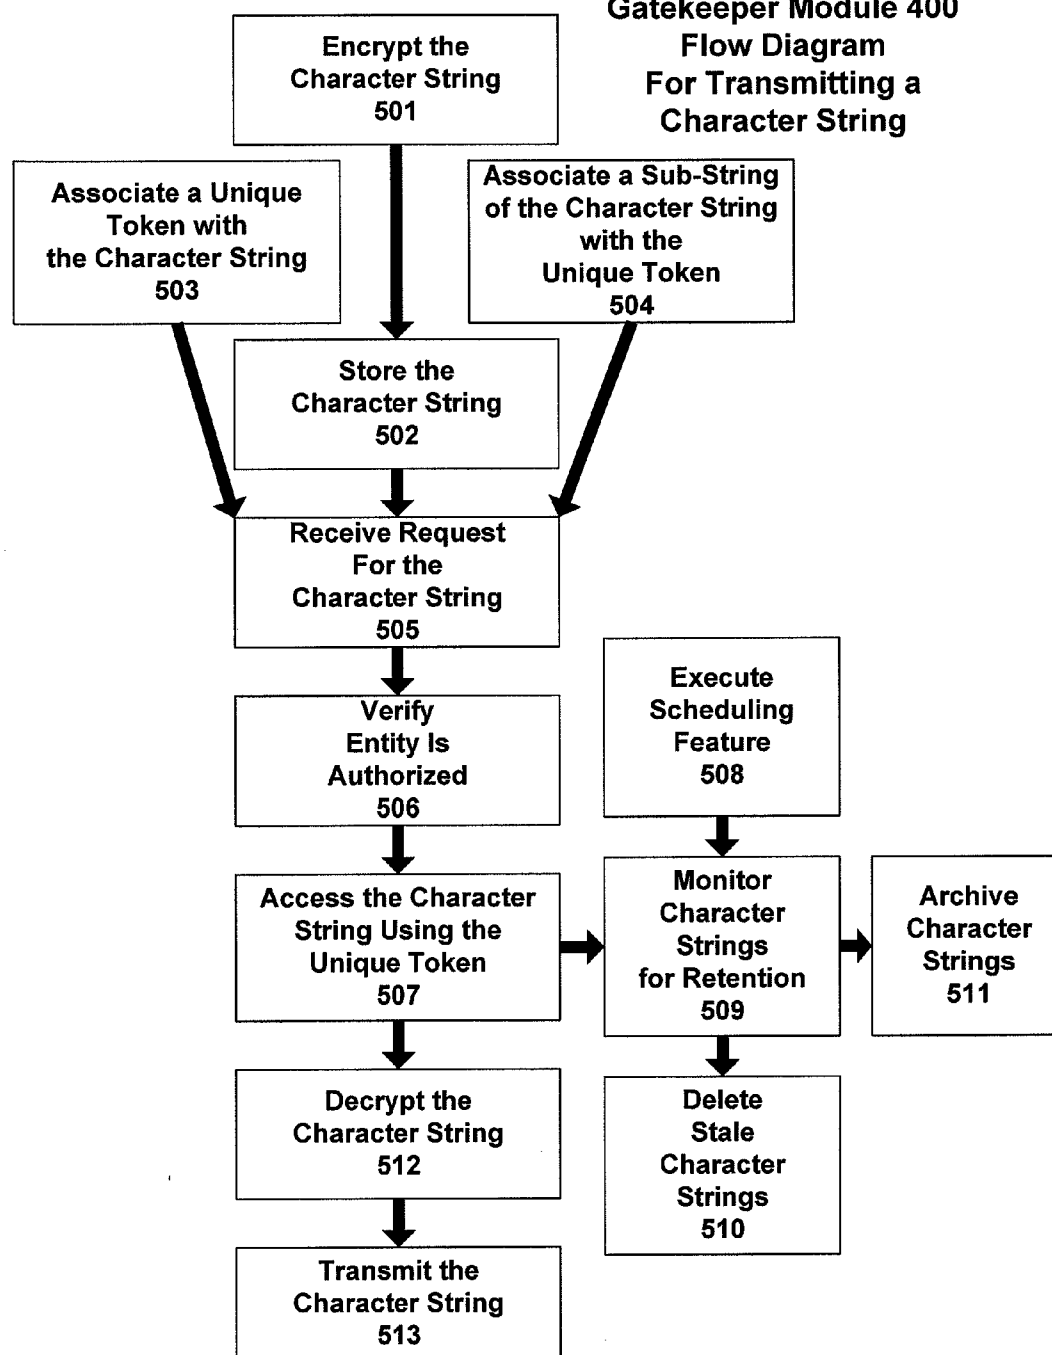 Gatekeeper Module 400
Flow Diagram
For Transmitting a
Character String
Encrypt the
Character String
501
Associate a Unique
Token with
the Character String
503
Associate a Sub-String
of the Character String
with the
Unique Token
504
Store the
Character String
502
Receive Request
For the
Character String
505
Verify
Entity Is
Authorized
506
Execute
Scheduling
Feature
508
Access the Character
String Using the
Unique Token
507
Monitor
Character
Strings
for Retention
509
Archive
Character
Strings
511
Decrypt the
Character String
512
Delete
Stale
Character
Strings
510
Transmit the
Character String
513